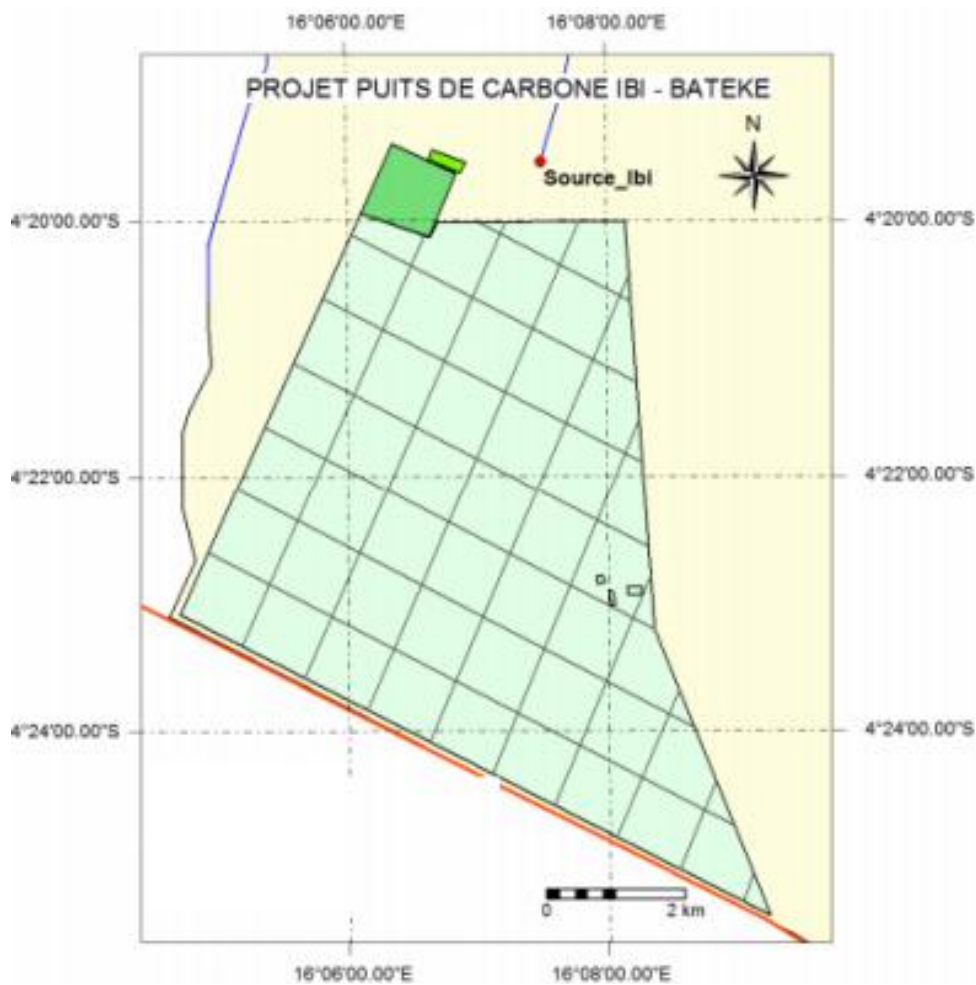 16°06'00.00"E 16°08'00.00"E
PROJET PUITS DE CARBONE IBI - BATEKE
N
Source_Ibi
4°20'00.00"S 4°20'00.00"S
4°22'00.00"S 4°22'00.00"S
4°24'00.00"S 4°24'00.00"S
0 2 km
16°06'00.00"E 16°08'00.00"E